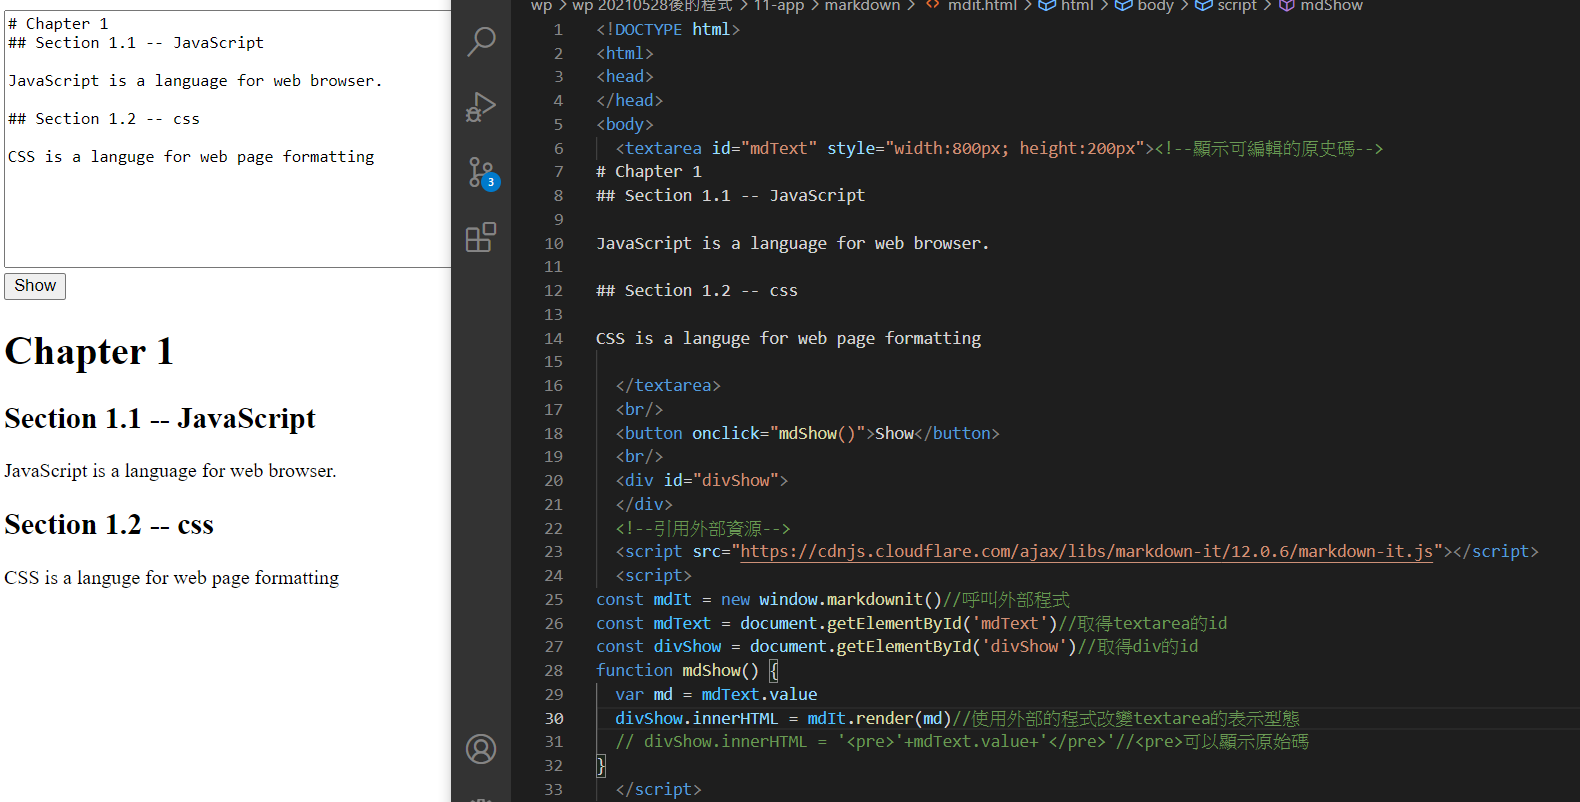 # Chapter 1
## Section 1.1 -- JavaScript
JavaScript is a language for web browser.
## Section 1.2 -- css
CSS is a languge for web page formatting
Show
Chapter 1
Section 1.1 -- JavaScript
JavaScript is a language for web browser.
Section 1.2 -- css
CSS is a languge for web page formatting
3
wp > wp 20210528後的程式 > 11-app > markdown > <> mdit.html > html > body > script > mdShow
1 <!DOCTYPE html>
2 <html>
3 <head>
4 </head>
5 <body>
6 <textarea id="mdText" style="width:800px; height:200px"><!--顯示可編輯的原史碼-->
7 # Chapter 1
8 ## Section 1.1 -- JavaScript
9
10 JavaScript is a language for web browser.
11
12 ## Section 1.2 -- css
13
14 CSS is a languge for web page formatting
15
16 </textarea>
17 <br/>
18 <button onclick="mdShow()">Show</button>
19 <br/>
20 <div id="divShow">
21 </div>
22 <!--引用外部資源-->
23 <script src="https://cdnjs.cloudflare.com/ajax/libs/markdown-it/12.0.6/markdown-it.js"></script>
24 <script>
25 const mdIt = new window.markdownit()//呼叫外部程式
26 const mdText = document.getElementById('mdText')//取得textarea的id
27 const divShow = document.getElementById('divShow')//取得div的id
28 function mdShow() {
29 var md = mdText.value
30 divShow.innerHTML = mdIt.render(md)//使用外部的程式改變textarea的表示型態
31 // divShow.innerHTML = '<pre>'+mdText.value+'</pre>'//<pre>可以顯示原始碼
32 }
33 </script>